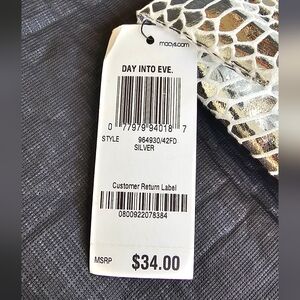 macys.com
DAY INTO EVE.
0 77979 94018 7
STYLE 964930/42FD
SILVER
Customer Return Label
0800922078384
MSRP $34.00